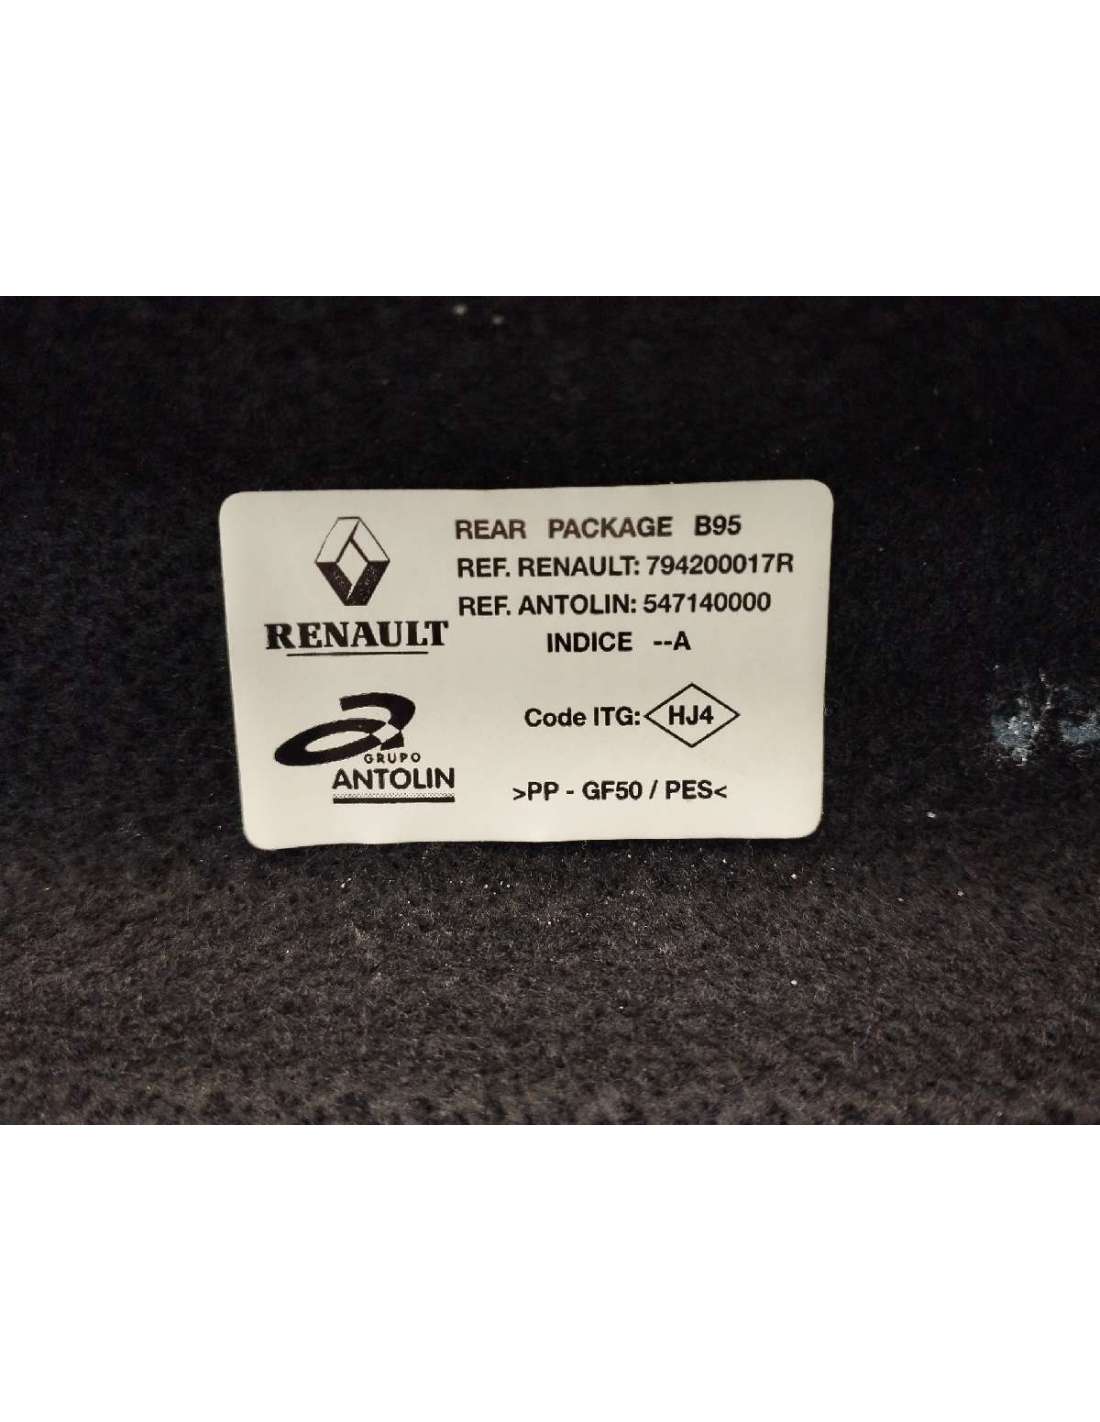 REAR PACKAGE B95
REF. RENAULT: 794200017R
REF. ANTOLIN: 547140000
INDICE --A
RENAULT
Code ITG: HJ4
GRUPO
ANTOLIN
>PP - GF50 / PES<